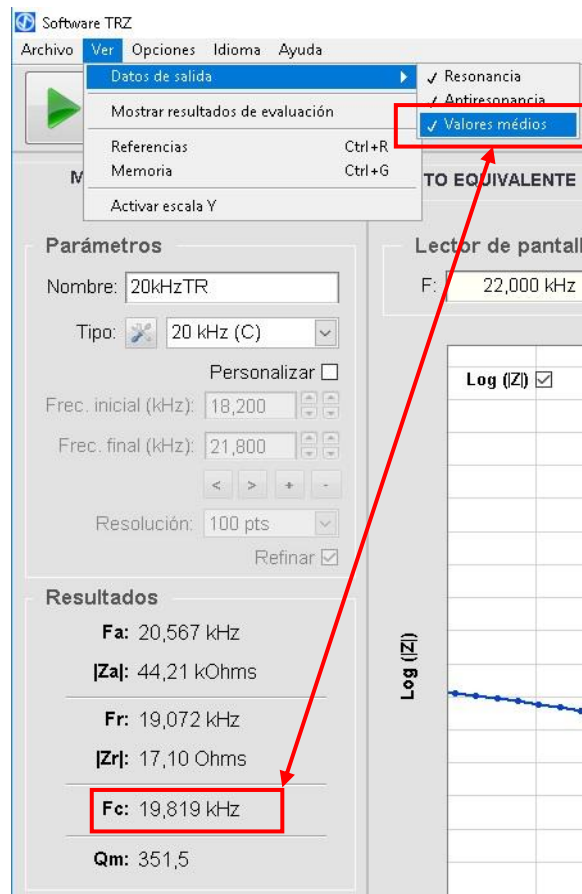 Software TRZ
Archivo Ver Opciones Idioma Ayuda
Datos de salida
✓ Resonancia
✓ Antiresonancia
✓ Valores médios
Mostrar resultados de evaluación
Referencias Ctrl+R
Memoria Ctrl+G
Activar escala Y
M
TO EQUIVALENTE
Parámetros
Nombre: 20kHzTR
Tipo: 20 kHz (C)
Personalizar
Frec. inicial (kHz): 18,200
Frec. final (kHz): 21,800
< > + -
Resolución: 100 pts
Refinar
Resultados
Fa: 20,567 kHz
|Za|: 44,21 kOhms
Fr: 19,072 kHz
|Zr|: 17,10 Ohms
Fc: 19,819 kHz
Qm: 351,5
Lector de pantall
F: 22,000 kHz
Log (|Z|)
Log (|Z|)